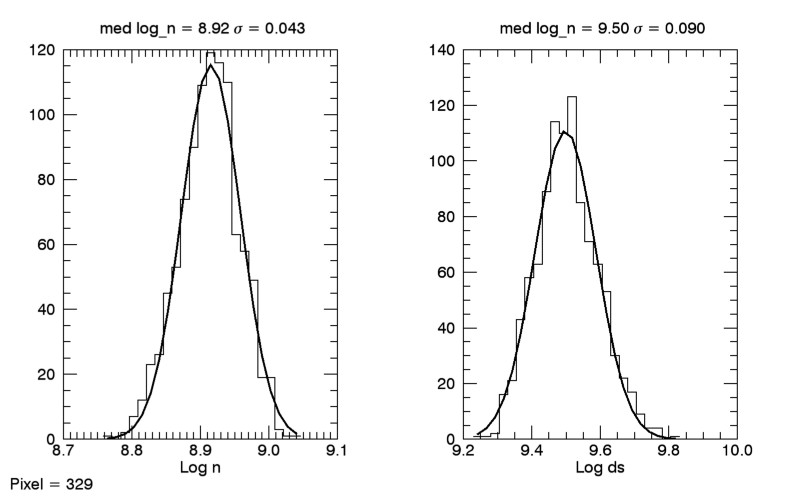 med log_n = 8.92 σ = 0.043
med log_n = 9.50 σ = 0.090
120
100
80
60
40
20
0
8.7 8.8 8.9 9.0 9.1
Log n
140
120
100
80
60
40
20
0
9.2 9.4 9.6 9.8 10.0
Log ds
Pixel = 329